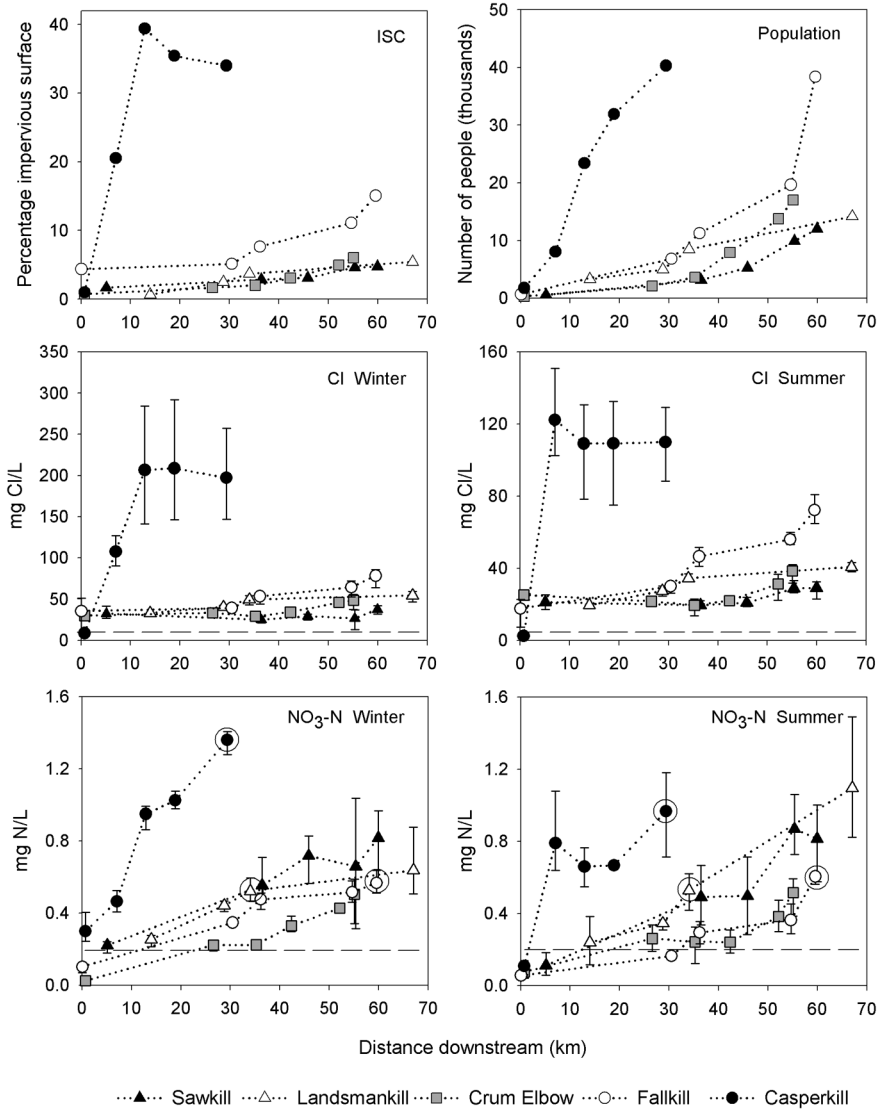 ISC
Percentage impervious surface
40
30
20
10
0
0 10 20 30 40 50 60 70
Population
Number of people (thousands)
50
40
30
20
10
0
0 10 20 30 40 50 60 70
Cl Winter
mg Cl/L
350
300
250
200
150
100
50
0
0 10 20 30 40 50 60 70
Cl Summer
mg Cl/L
160
120
80
40
0
0 10 20 30 40 50 60 70
NO3-N Winter
mg N/L
1.6
1.2
0.8
0.4
0.0
0 10 20 30 40 50 60 70
NO3-N Summer
mg N/L
1.6
1.2
0.8
0.4
0.0
0 10 20 30 40 50 60 70
Distance downstream (km)
Sawkill Landsmankill Crum Elbow Fallkill Casperkill